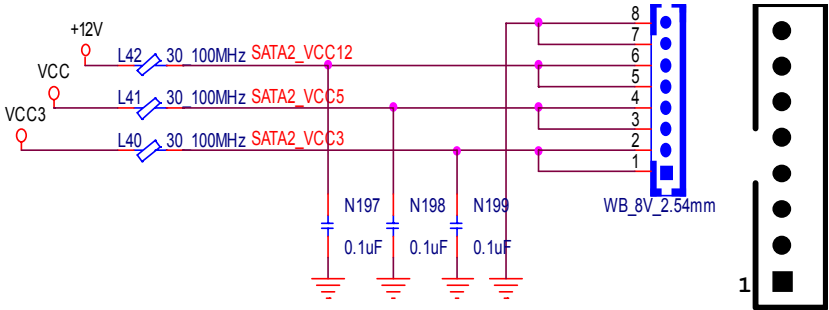 8
+12V
7
L42 30_100MHz SATA2_VCC12
6
VCC
5
L41 30_100MHz SATA2_VCC5
4
VCC3
3
L40 30_100MHz SATA2_VCC3
2
1
N197 N198 N199
WB_8V_2.54mm
0.1uF 0.1uF 0.1uF
1